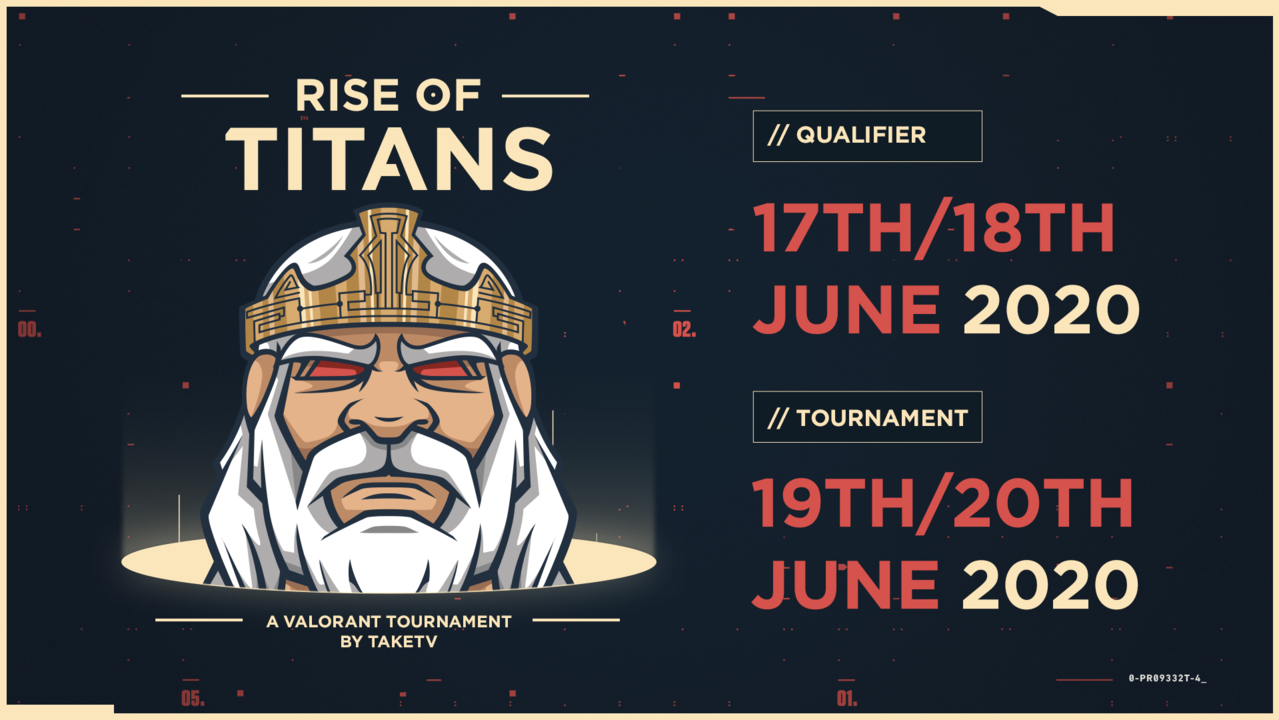 RISE OF
TITANS
// QUALIFIER
17TH/18TH
JUNE 2020
00.
02.
// TOURNAMENT
19TH/20TH
JUNE 2020
A VALORANT TOURNAMENT
BY TAKETV
0-PR09332T-4_
05.
01.